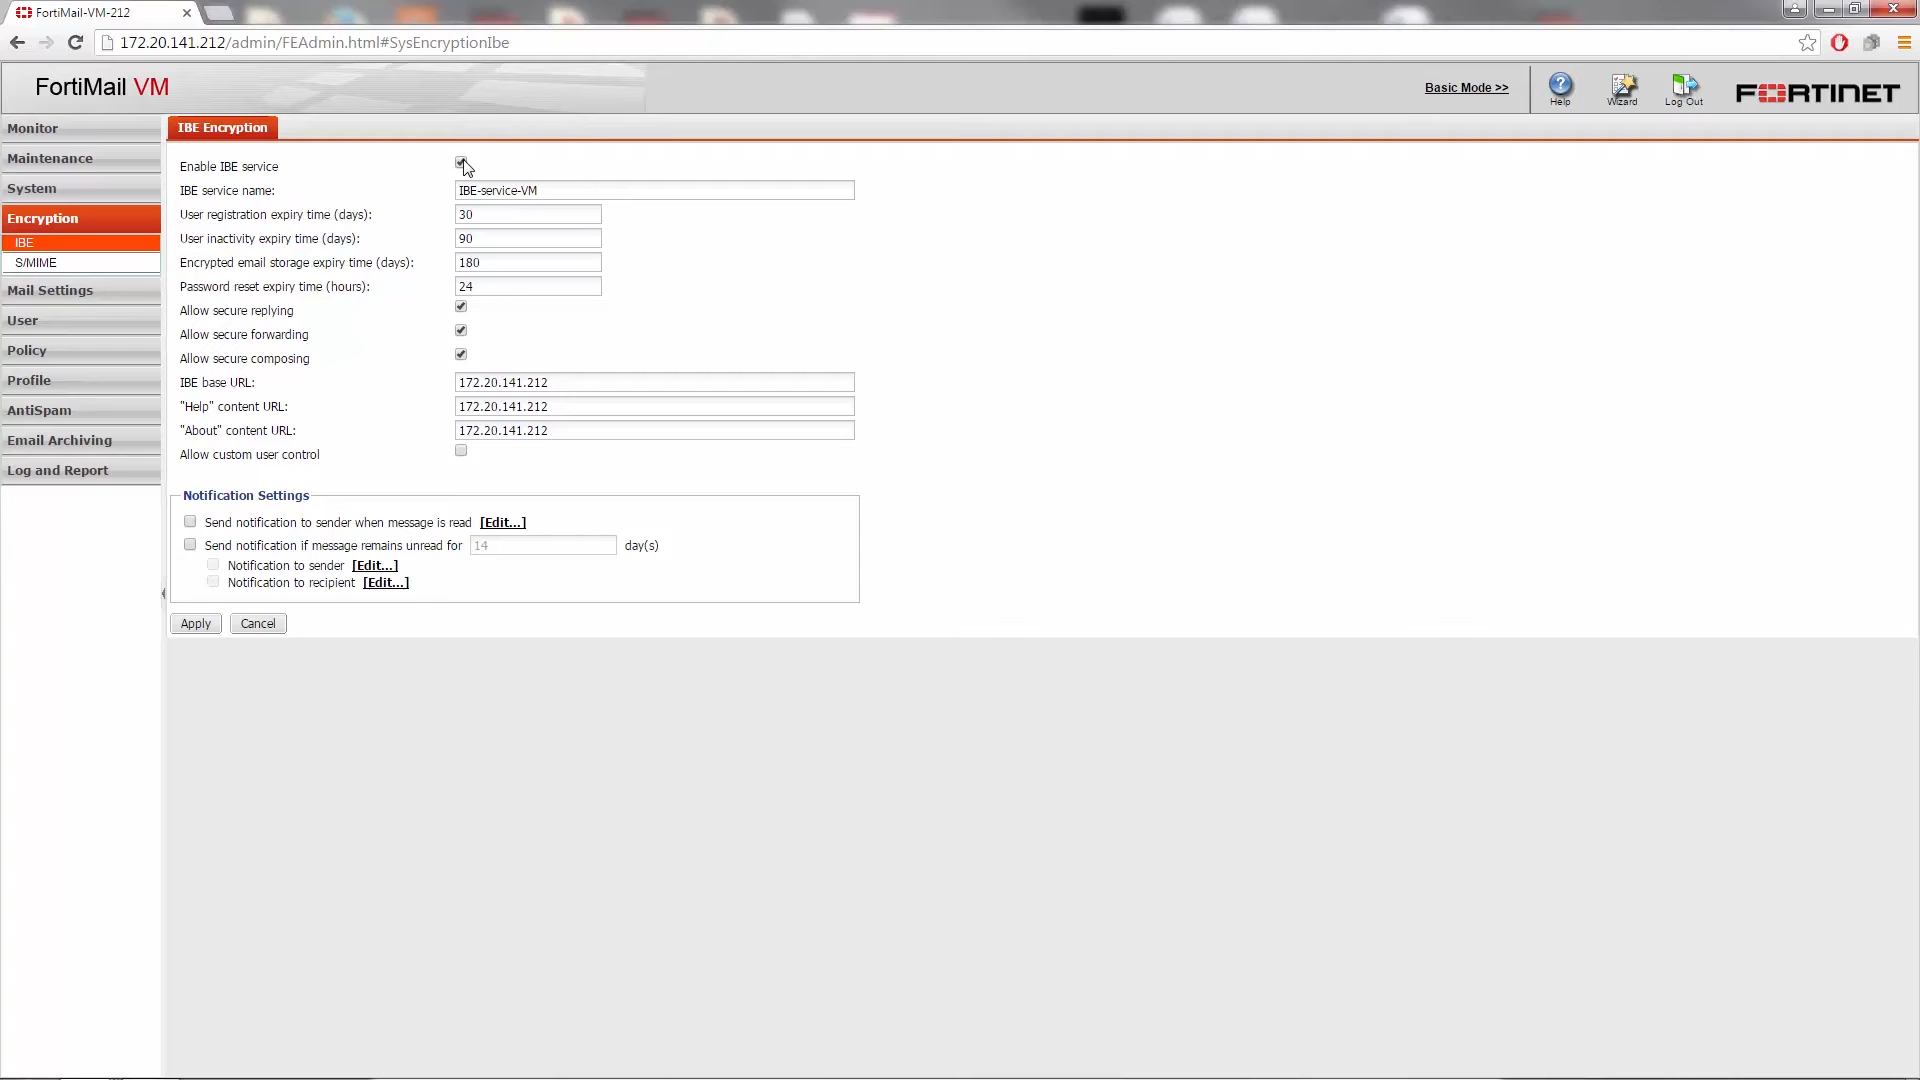 FortiMail-VM-212
172.20.141.212/admin/FEAdmin.html#SysEncryptionIbe
FortiMail VM
Basic Mode >>
Help
Wizard
Log Out
FORTINET
Monitor
Maintenance
System
Encryption
IBE
S/MIME
Mail Settings
User
Policy
Profile
AntiSpam
Email Archiving
Log and Report
IBE Encryption
Enable IBE service
IBE service name: IBE-service-VM
User registration expiry time (days): 30
User inactivity expiry time (days): 90
Encrypted email storage expiry time (days): 180
Password reset expiry time (hours): 24
Allow secure replying
Allow secure forwarding
Allow secure composing
IBE base URL: 172.20.141.212
"Help" content URL: 172.20.141.212
"About" content URL: 172.20.141.212
Allow custom user control
Notification Settings
Send notification to sender when message is read [Edit...]
Send notification if message remains unread for 14 day(s)
Notification to sender [Edit...]
Notification to recipient [Edit...]
Apply Cancel